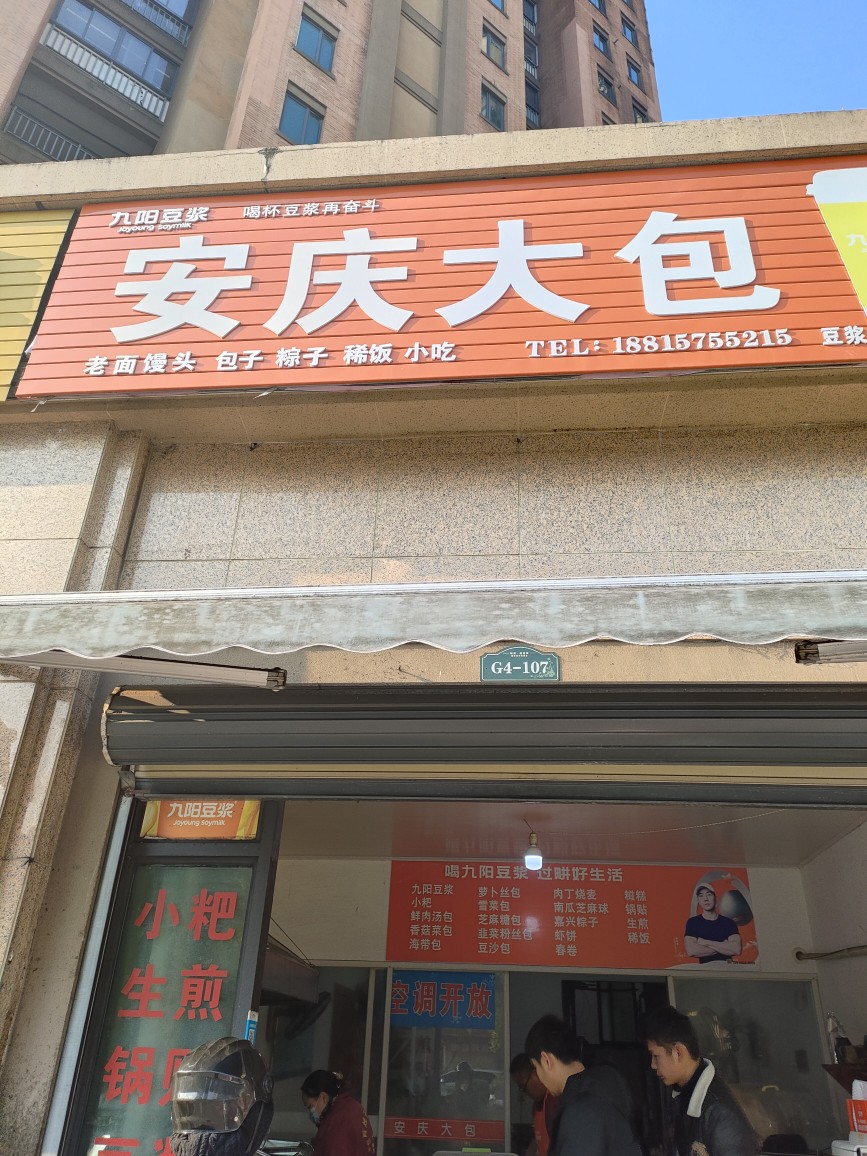 九阳豆浆
Joyoung Soymilk
喝杯豆浆再奋斗
安庆大包
老面馒头 包子 粽子 稀饭 小吃
TEL: 18815755215
豆浆
九
G4-107
九阳豆浆
Joyoung Soymilk
小粑
生煎
锅贴
喝九阳豆浆 过畊好生活
九阳豆浆 萝卜丝包 肉丁烧麦 糍糕
小粑 雪菜包 南瓜芝麻球 锅贴
鲜肉汤包 芝麻糖包 嘉兴粽子 生煎
香菇菜包 韭菜粉丝包 虾饼 稀饭
海带包 豆沙包 春卷
空调开放
安庆大包